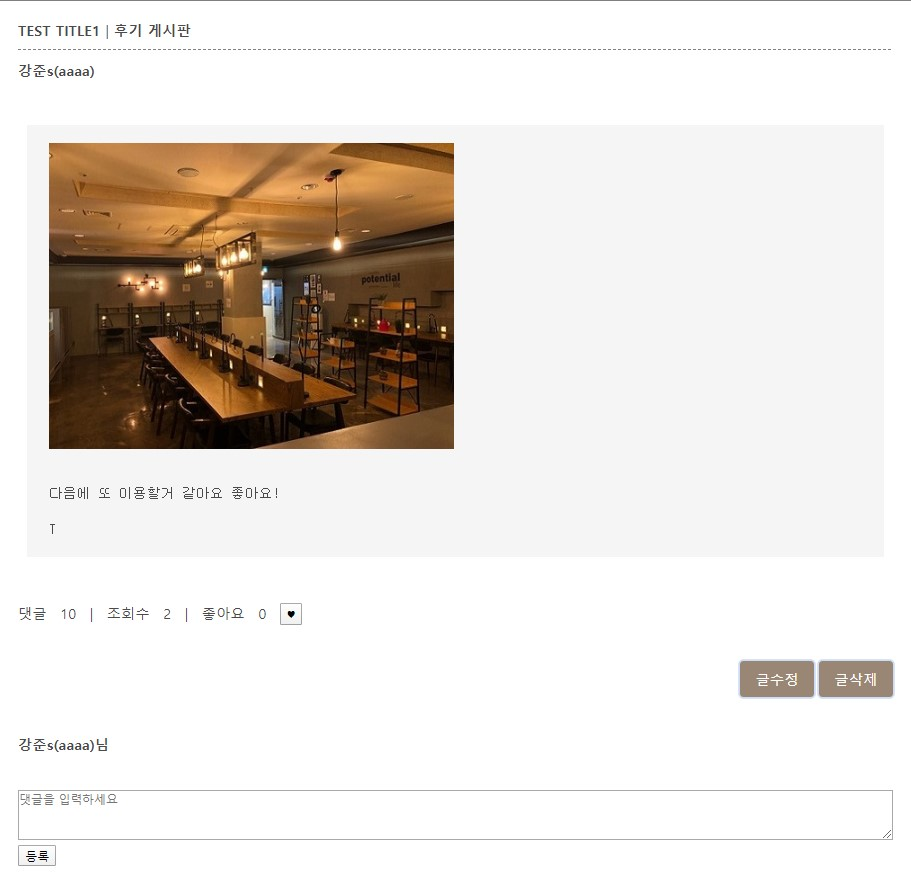 TEST TITLE1 | 후기 게시판
강준s(aaaa)
potential
다음에 또 이용할거 같아요 좋아요!
T
댓글 10 | 조회수 2 | 좋아요 0 ♥
글수정 글삭제
강준s(aaaa)님
댓글을 입력하세요
등록